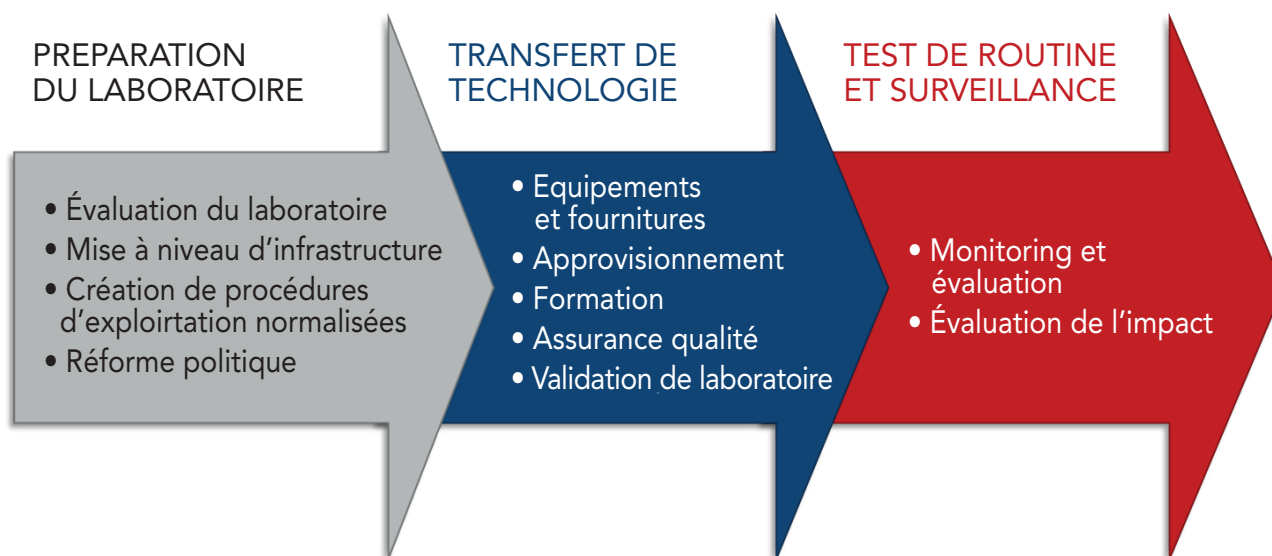 PREPARATION
DU LABORATOIRE
• Évaluation du laboratoire
• Mise à niveau d’infrastructure
• Création de procédures
d’exploirtation normalisées
• Réforme politique
TRANSFERT DE
TECHNOLOGIE
• Equipements
et fournitures
• Approvisionnement
• Formation
• Assurance qualité
• Validation de laboratoire
TEST DE ROUTINE
ET SURVEILLANCE
• Monitoring et
évaluation
• Évaluation de l’impact